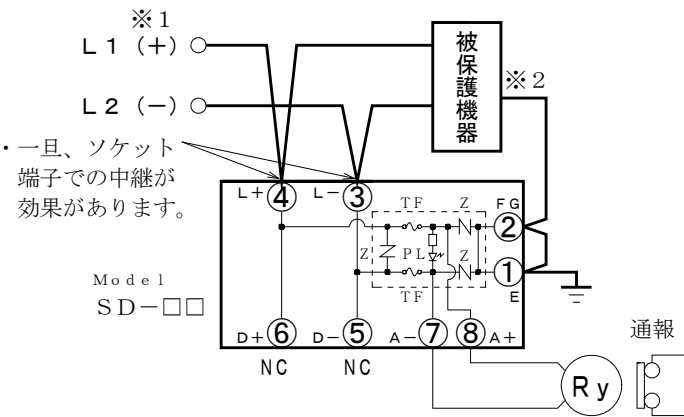 ※1
L1(+)
L2(−)
被保護機器
※2
・一旦、ソケット
端子での中継が
効果があります。
L+ ④ L− ③
TF Z FG ②
Z PL Z
TF ① E
Model
SD−□□
D+ ⑥ D− ⑤ A− ⑦ ⑧ A+
NC NC
Ry
通報